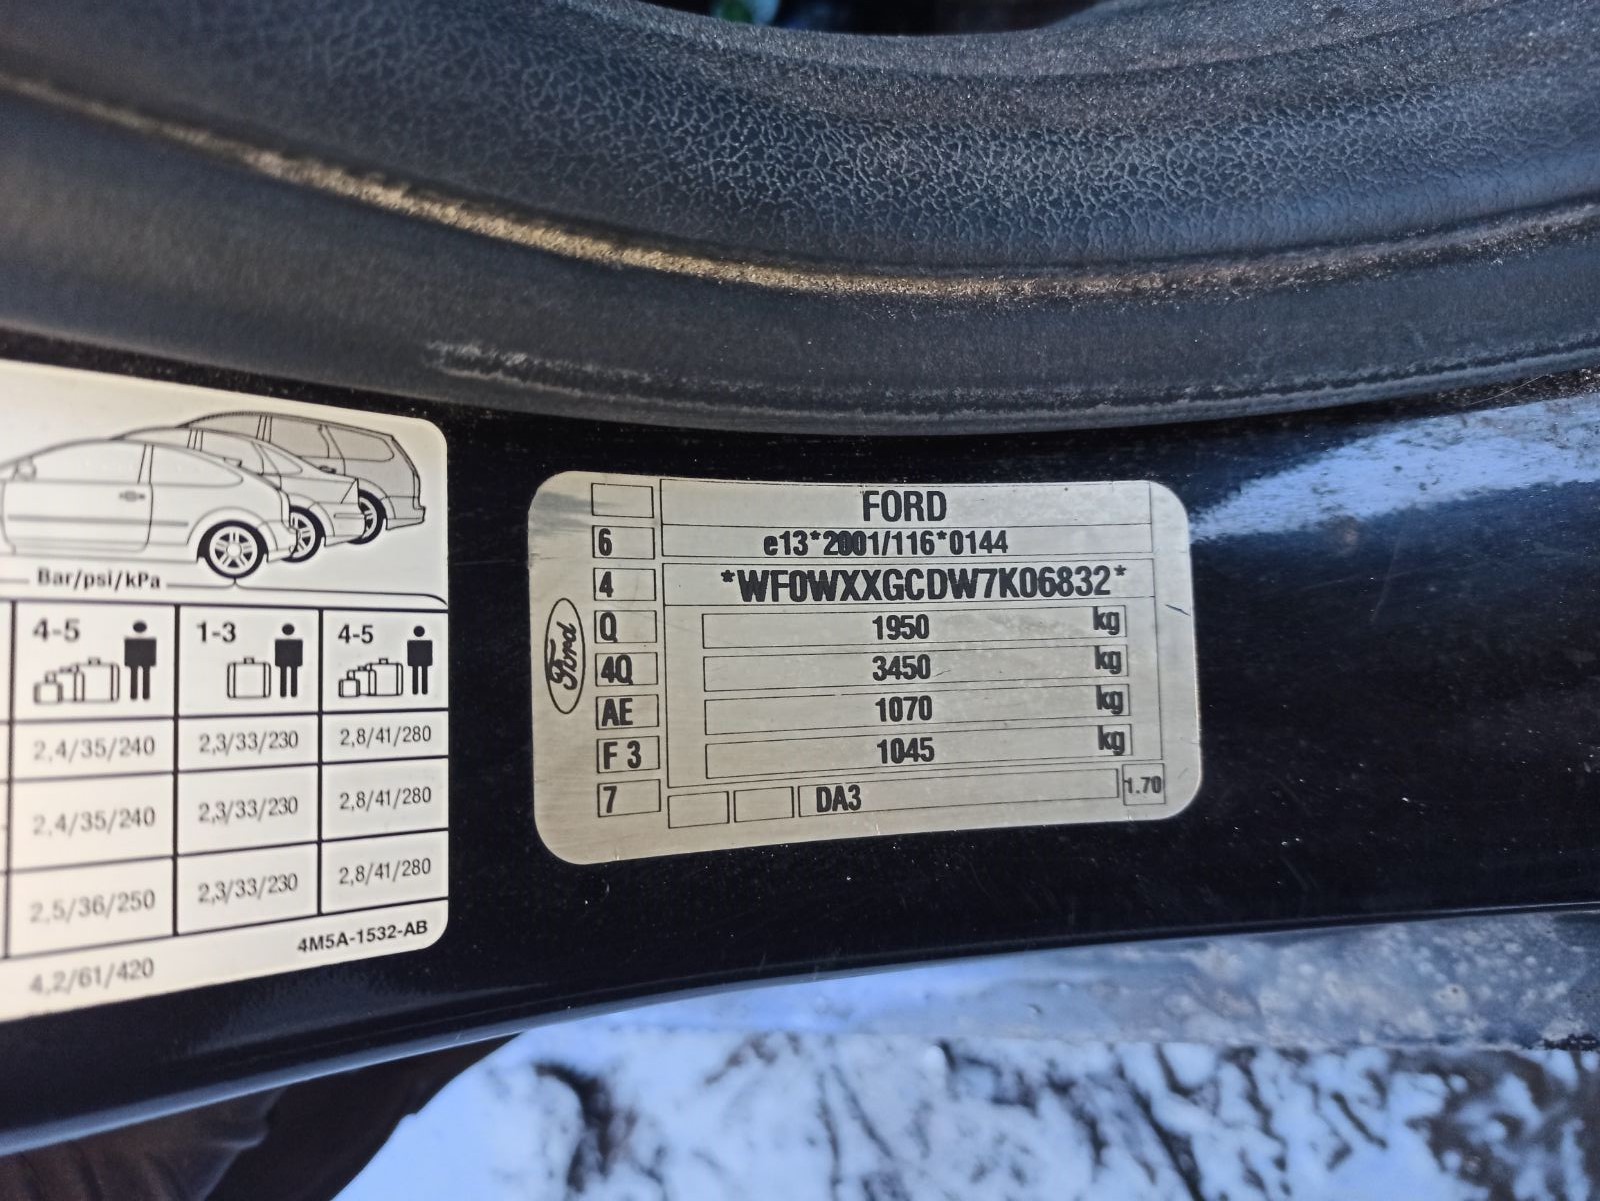 Bar/psi/kPa
4-5 1-3 4-5
2,4/35/240 2,3/33/230 2,8/41/280
2,4/35/240 2,3/33/230 2,8/41/280
2,5/36/250 2,3/33/230 2,8/41/280
4M5A-1532-AB
4,2/61/420
Ford
FORD
6 e13*2001/116*0144
4 *WF0WXXGCDW7K06832*
Q 1950 kg
4Q 3450 kg
AE 1070 kg
F 3 1045 kg
7 DA3 1.70